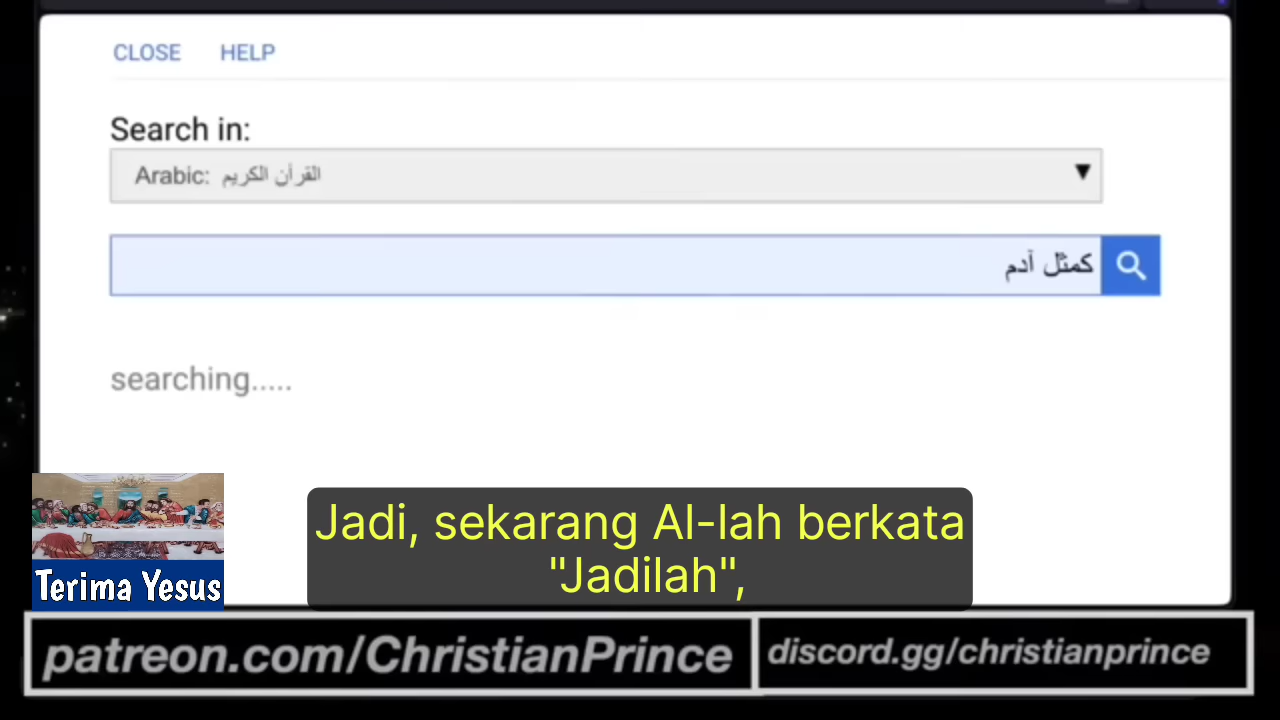 CLOSE HELP
Search in:
Arabic: القرآن الكريم
كمثل آدم
searching.....
Jadi, sekarang Al-lah berkata
"Jadilah",
Terima Yesus
patreon.com/ChristianPrince
discord.gg/christianprince